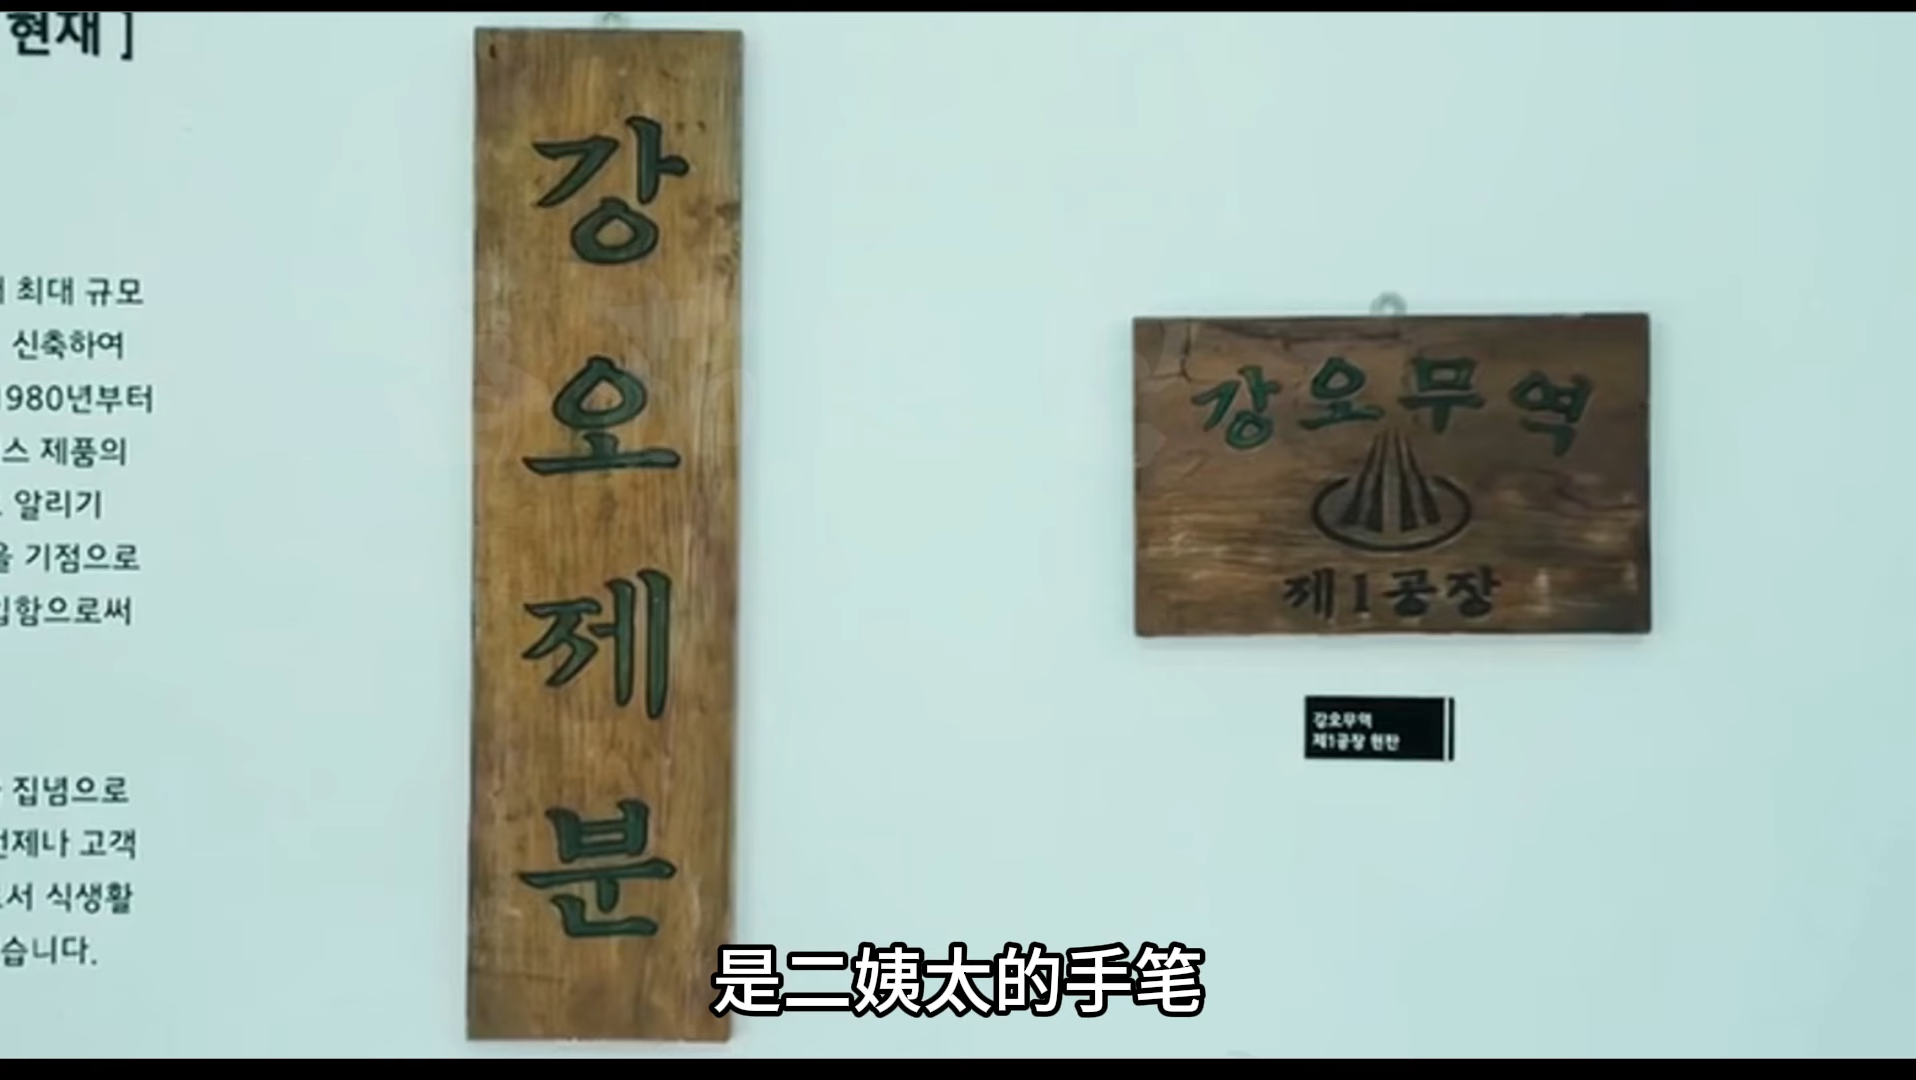 현재 ]
최대 규모
신축하여
1980년부터
스 제품의
알리기
을 기점으로
입함으로써
집념으로
언제나 고객
서 식생활
습니다.
강
오
제
분
강오무역
제1공장
강오무역
제1공장 현판
是二姨太的手笔